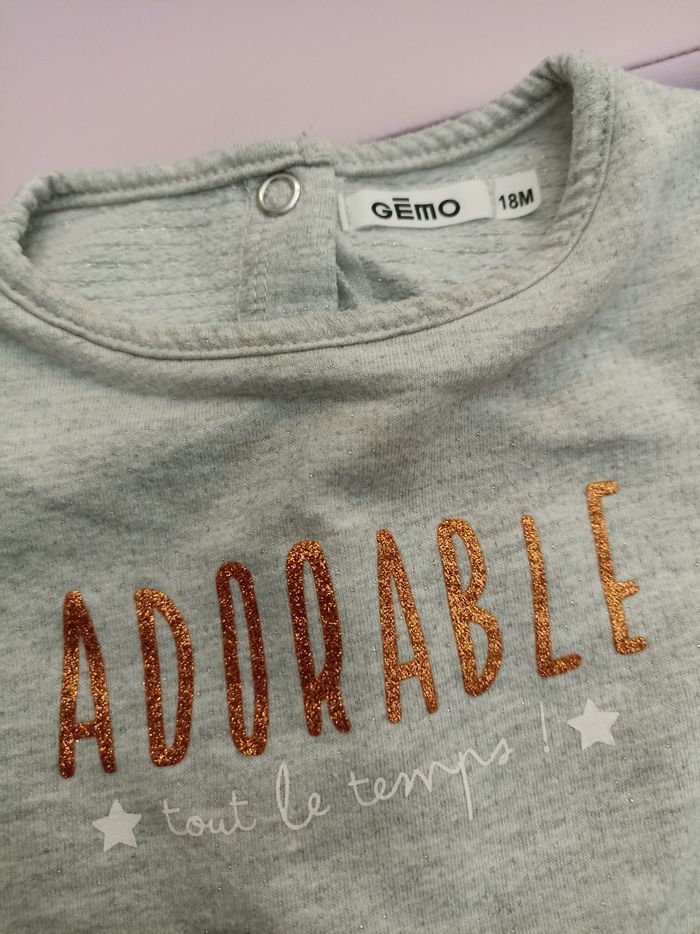 GĒMO
18M
ADORABLE
tout le temps !